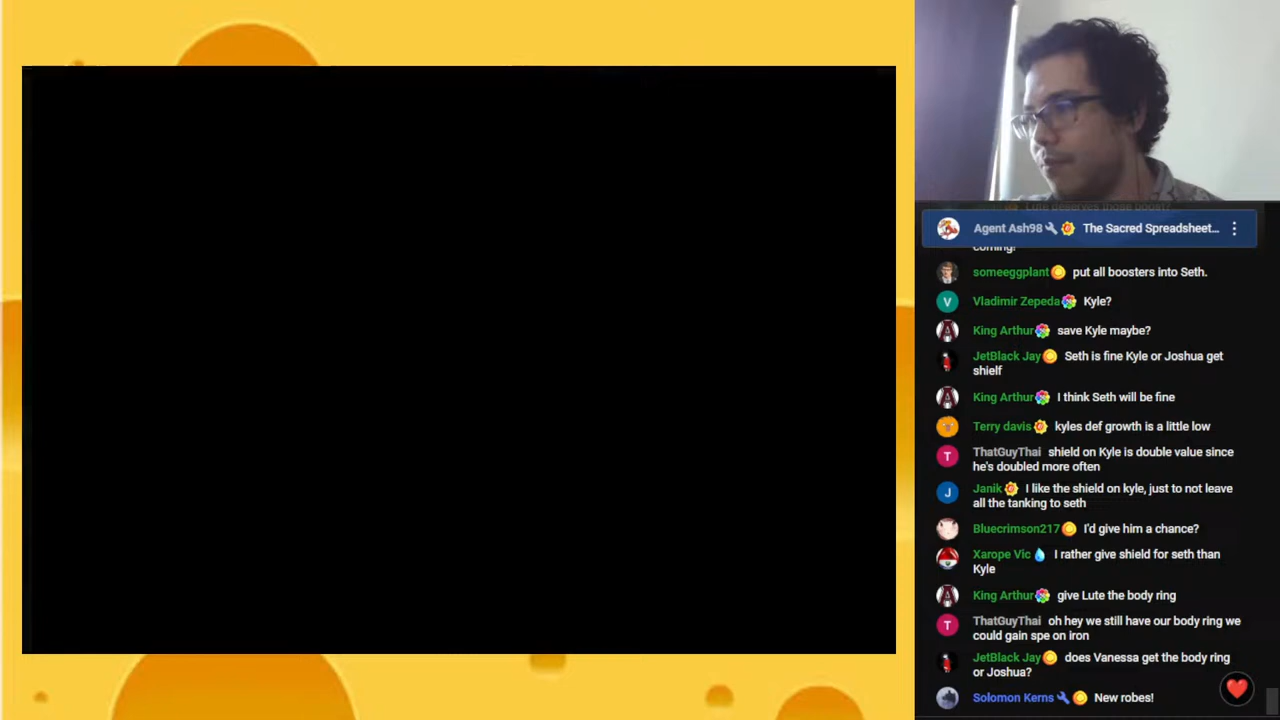 Lute deserves those boost?
Agent Ash98 The Sacred Spreadsheet...
coming!
someeggplant put all boosters into Seth.
V Vladimir Zepeda Kyle?
King Arthur save Kyle maybe?
JetBlack Jay Seth is fine Kyle or Joshua get
shielf
King Arthur I think Seth will be fine
Terry davis kyles def growth is a little low
T ThatGuyThai shield on Kyle is double value since
he's doubled more often
J Janik I like the shield on kyle, just to not leave
all the tanking to seth
Bluecrimson217 I'd give him a chance?
Xarope Vic I rather give shield for seth than
Kyle
King Arthur give Lute the body ring
T ThatGuyThai oh hey we still have our body ring we
could gain spe on iron
JetBlack Jay does Vanessa get the body ring
or Joshua?
Solomon Kerns New robes!